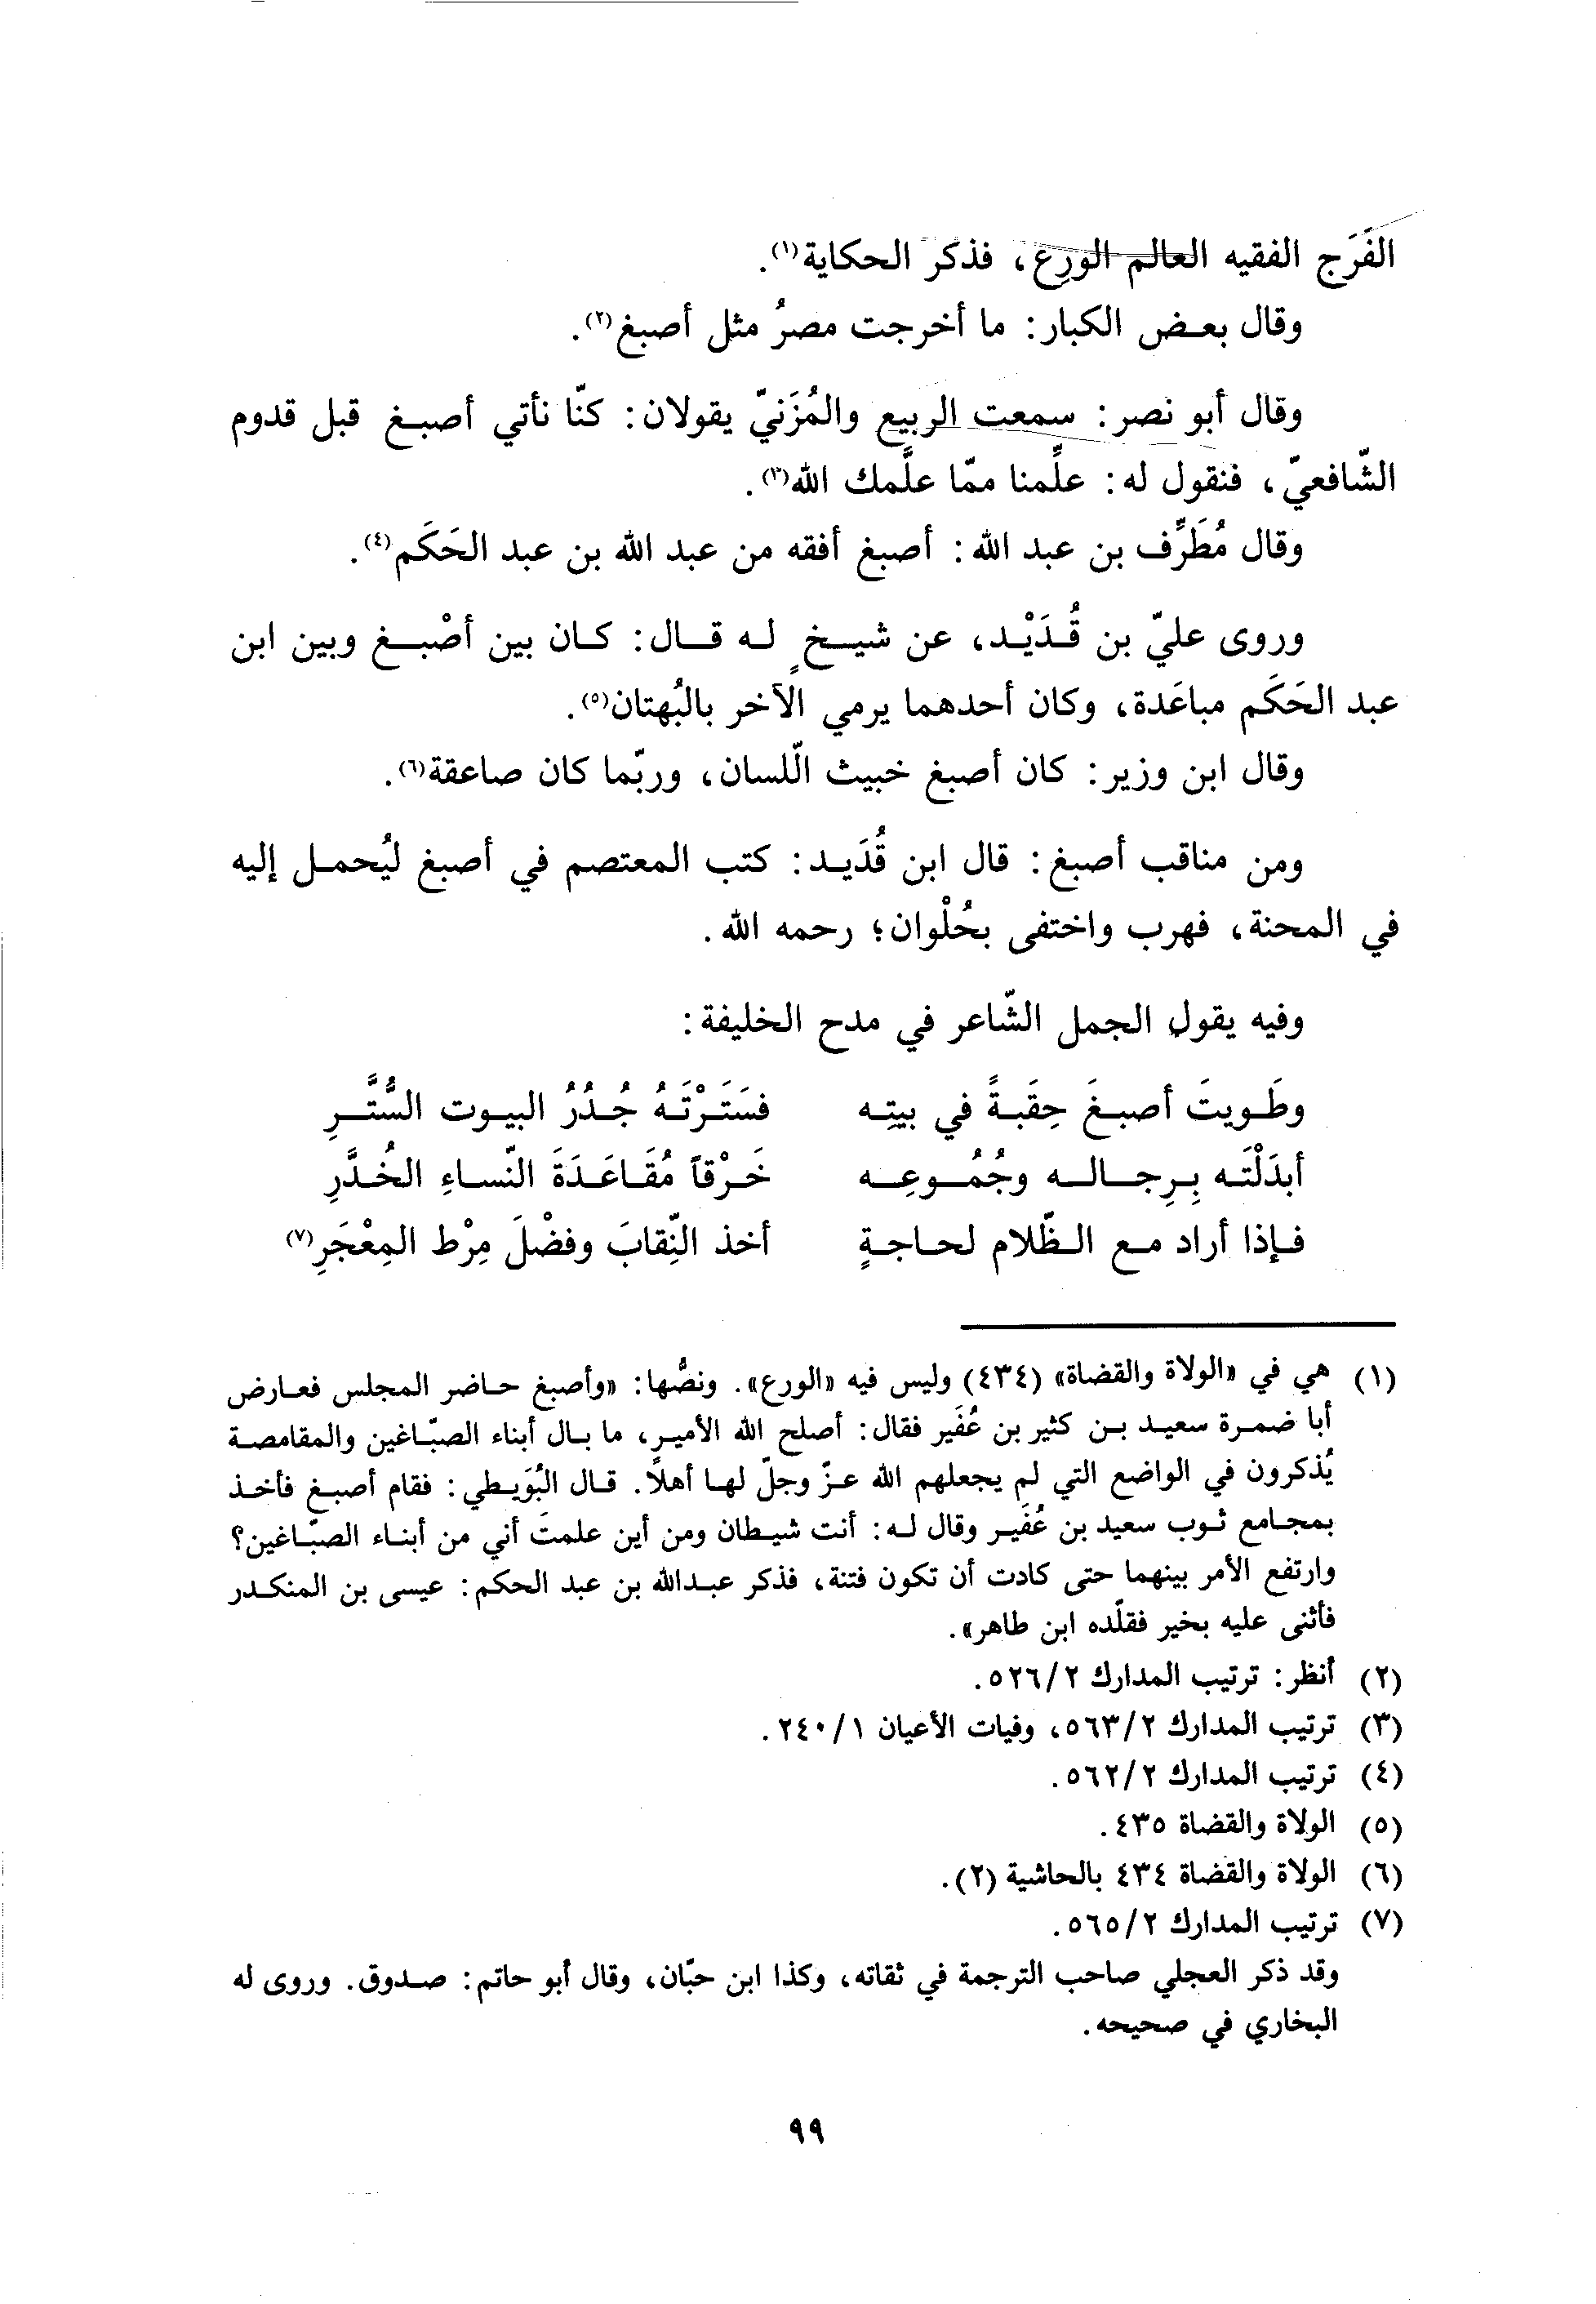 الفَرَج الفقيه العالم الورِع، فذكر الحكاية(١).
وقال بعض الكبار: ما أخرجت مصرُ مثل أصبغ(٢).
وقال أبو نصر: سمعت الربيع والمُزَنيّ يقولان: كنّا نأتي أصبغ قبل قدوم
الشّافعيّ، فنقول له: علِّمنا ممّا علَّمك الله(٣).
وقال مُطَرِّف بن عبد الله: أصبغ أفقه من عبد الله بن عبد الحَكَم(٤).
وروى عليّ بن قُدَيْد، عن شيخٍ له قال: كان بين أصْبغ وبين ابن
عبد الحَكَم مباعَدة، وكان أحدهما يرمي الآخر بالبُهتان(٥).
وقال ابن وزير: كان أصبغ خبيث الّلسان، وربّما كان صاعقة(٦).
ومن مناقب أصبغ: قال ابن قُدَيد: كتب المعتصم في أصبغ ليُحمل إليه
في المحنة، فهرب واختفى بحُلْوان؛ رحمه الله.
وفيه يقول الجمل الشّاعر في مدح الخليفة:
وطَويتَ أصبغَ حِقَبةً في بيتِه فسَتَرْتَهُ جُدُرُ البيوت السُّتَّرِ
أبدَلْتَه بِرِجاله وجُمُوعِه خَرْقاً مُقَاعَدَةَ النّساءِ الخُدَّرِ
فإذا أراد مع الظّلام لحاجةٍ أخذ النِّقابَ وفضْلَ مِرْط المِعْجَرِ(٧)
(١) هي في «الولاة والقضاة» (٤٣٤) وليس فيه «الورع». ونصُّها: «وأصبغ حاضر المجلس فعارض
أبا ضمرة سعيد بن كثير بن عُفَير فقال: أصلح الله الأمير، ما بال أبناء الصبّاغين والمقامصة
يُذكرون في الواضع التي لم يجعلهم الله عزّ وجلّ لها أهلًا. قال البُوَيطي: فقام أصبغ فأخذ
بمجامع ثوب سعيد بن عُفَير وقال له: أنت شيطان ومن أين علمتَ أني من أبناء الصبّاغين؟
وارتفع الأمر بينهما حتى كادت أن تكون فتنة، فذكر عبدالله بن عبد الحكم: عيسى بن المنكدر
فأثنى عليه بخير فقلّده ابن طاهر».
(٢) أنظر: ترتيب المدارك ٥٢٦/٢.
(٣) ترتيب المدارك ٥٦٣/٢، وفيات الأعيان ٢٤٠/١.
(٤) ترتيب المدارك ٥٦٢/٢.
(٥) الولاة والقضاة ٤٣٥.
(٦) الولاة والقضاة ٤٣٤ بالحاشية (٢).
(٧) ترتيب المدارك ٥٦٥/٢.
وقد ذكر العجلي صاحب الترجمة في ثقاته، وكذا ابن حبّان، وقال أبو حاتم: صدوق. وروى له
البخاري في صحيحه.
٩٩